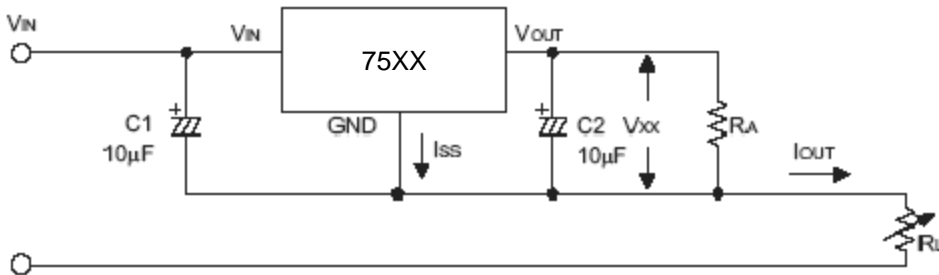 VIN
VIN
75XX
VOUT
C1
10µF
GND
ISS
C2
10µF
VXX
RA
IOUT
RL